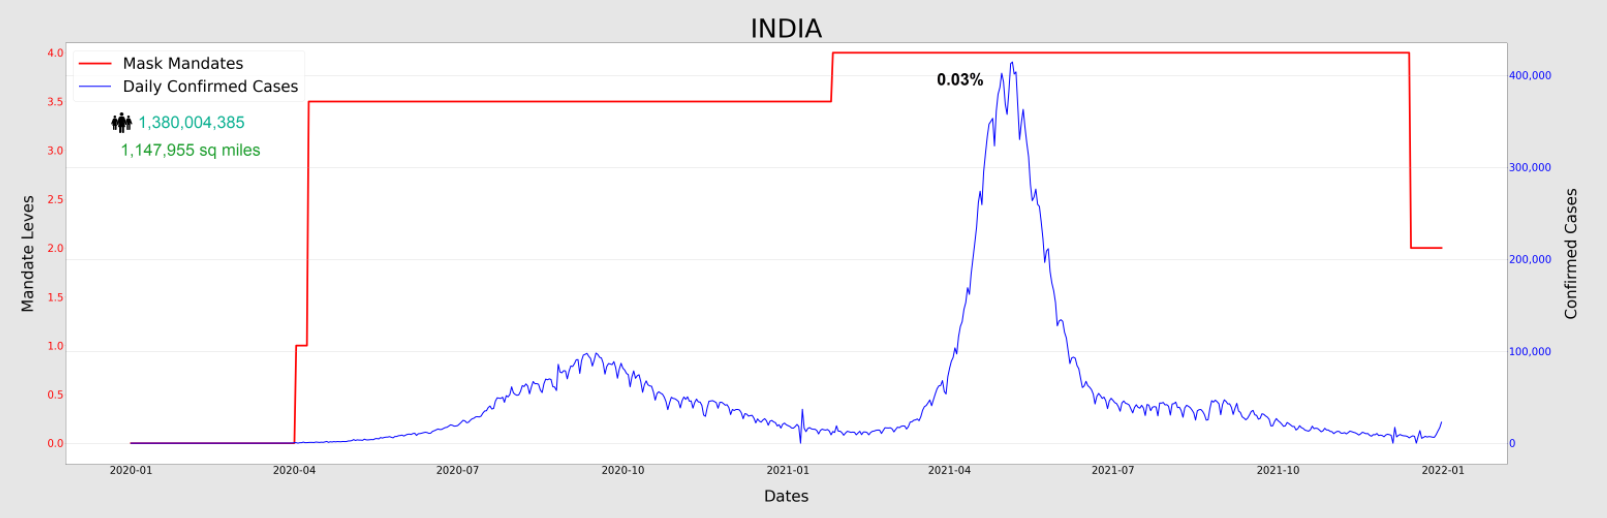 INDIA
Mask Mandates
Daily Confirmed Cases
1,380,004,385
1,147,955 sq miles
0.03%
Mandate Leves
4.0
3.5
3.0
2.5
2.0
1.5
1.0
0.5
0.0
400,000
300,000
200,000
100,000
0
Confirmed Cases
2020-01 2020-04 2020-07 2020-10 2021-01 2021-04 2021-07 2021-10 2022-01
Dates